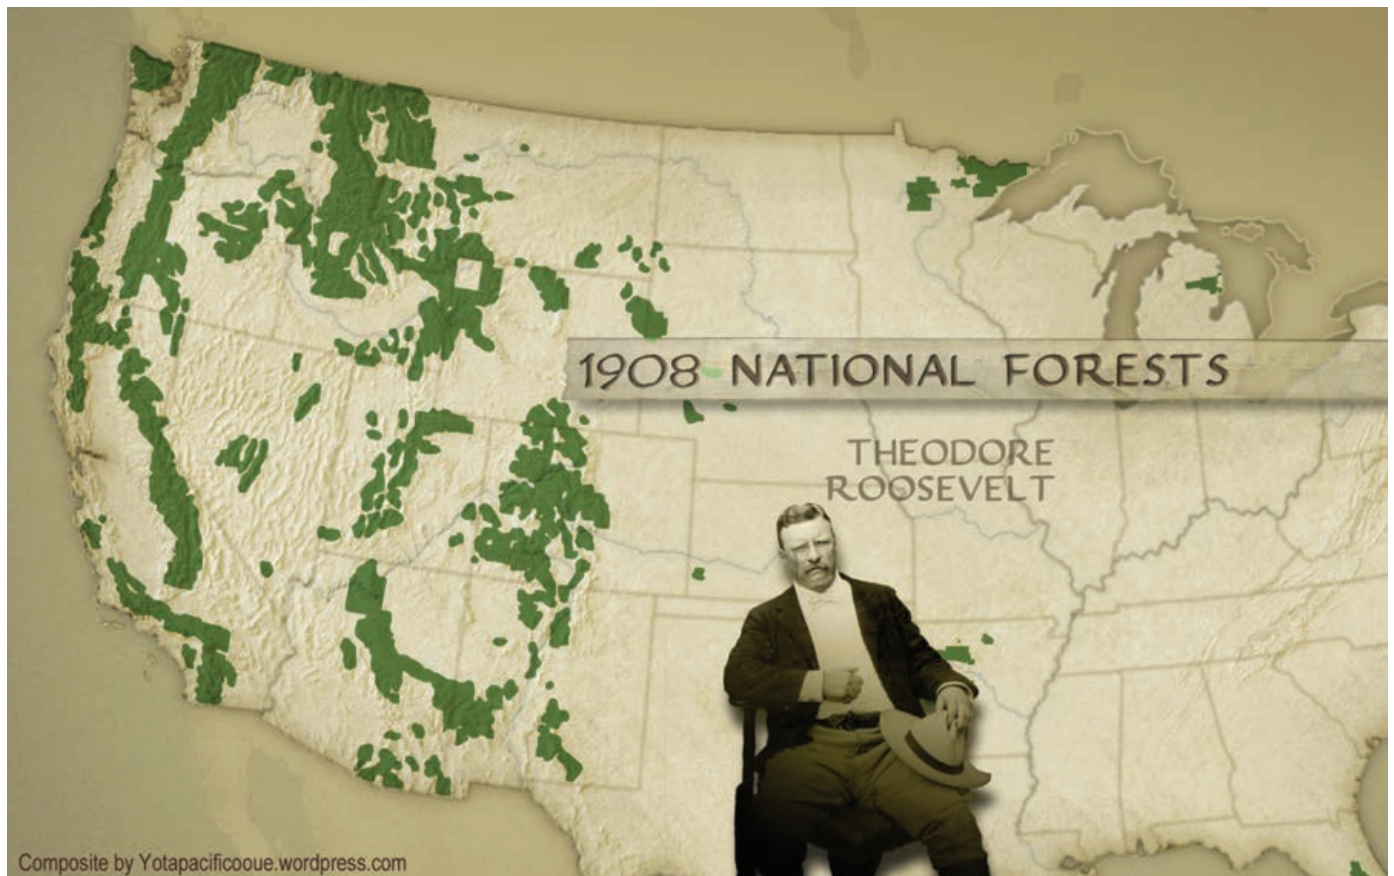 1908 NATIONAL FORESTS
THEODORE
ROOSEVELT
Composite by Yotapacificooue.wordpress.com